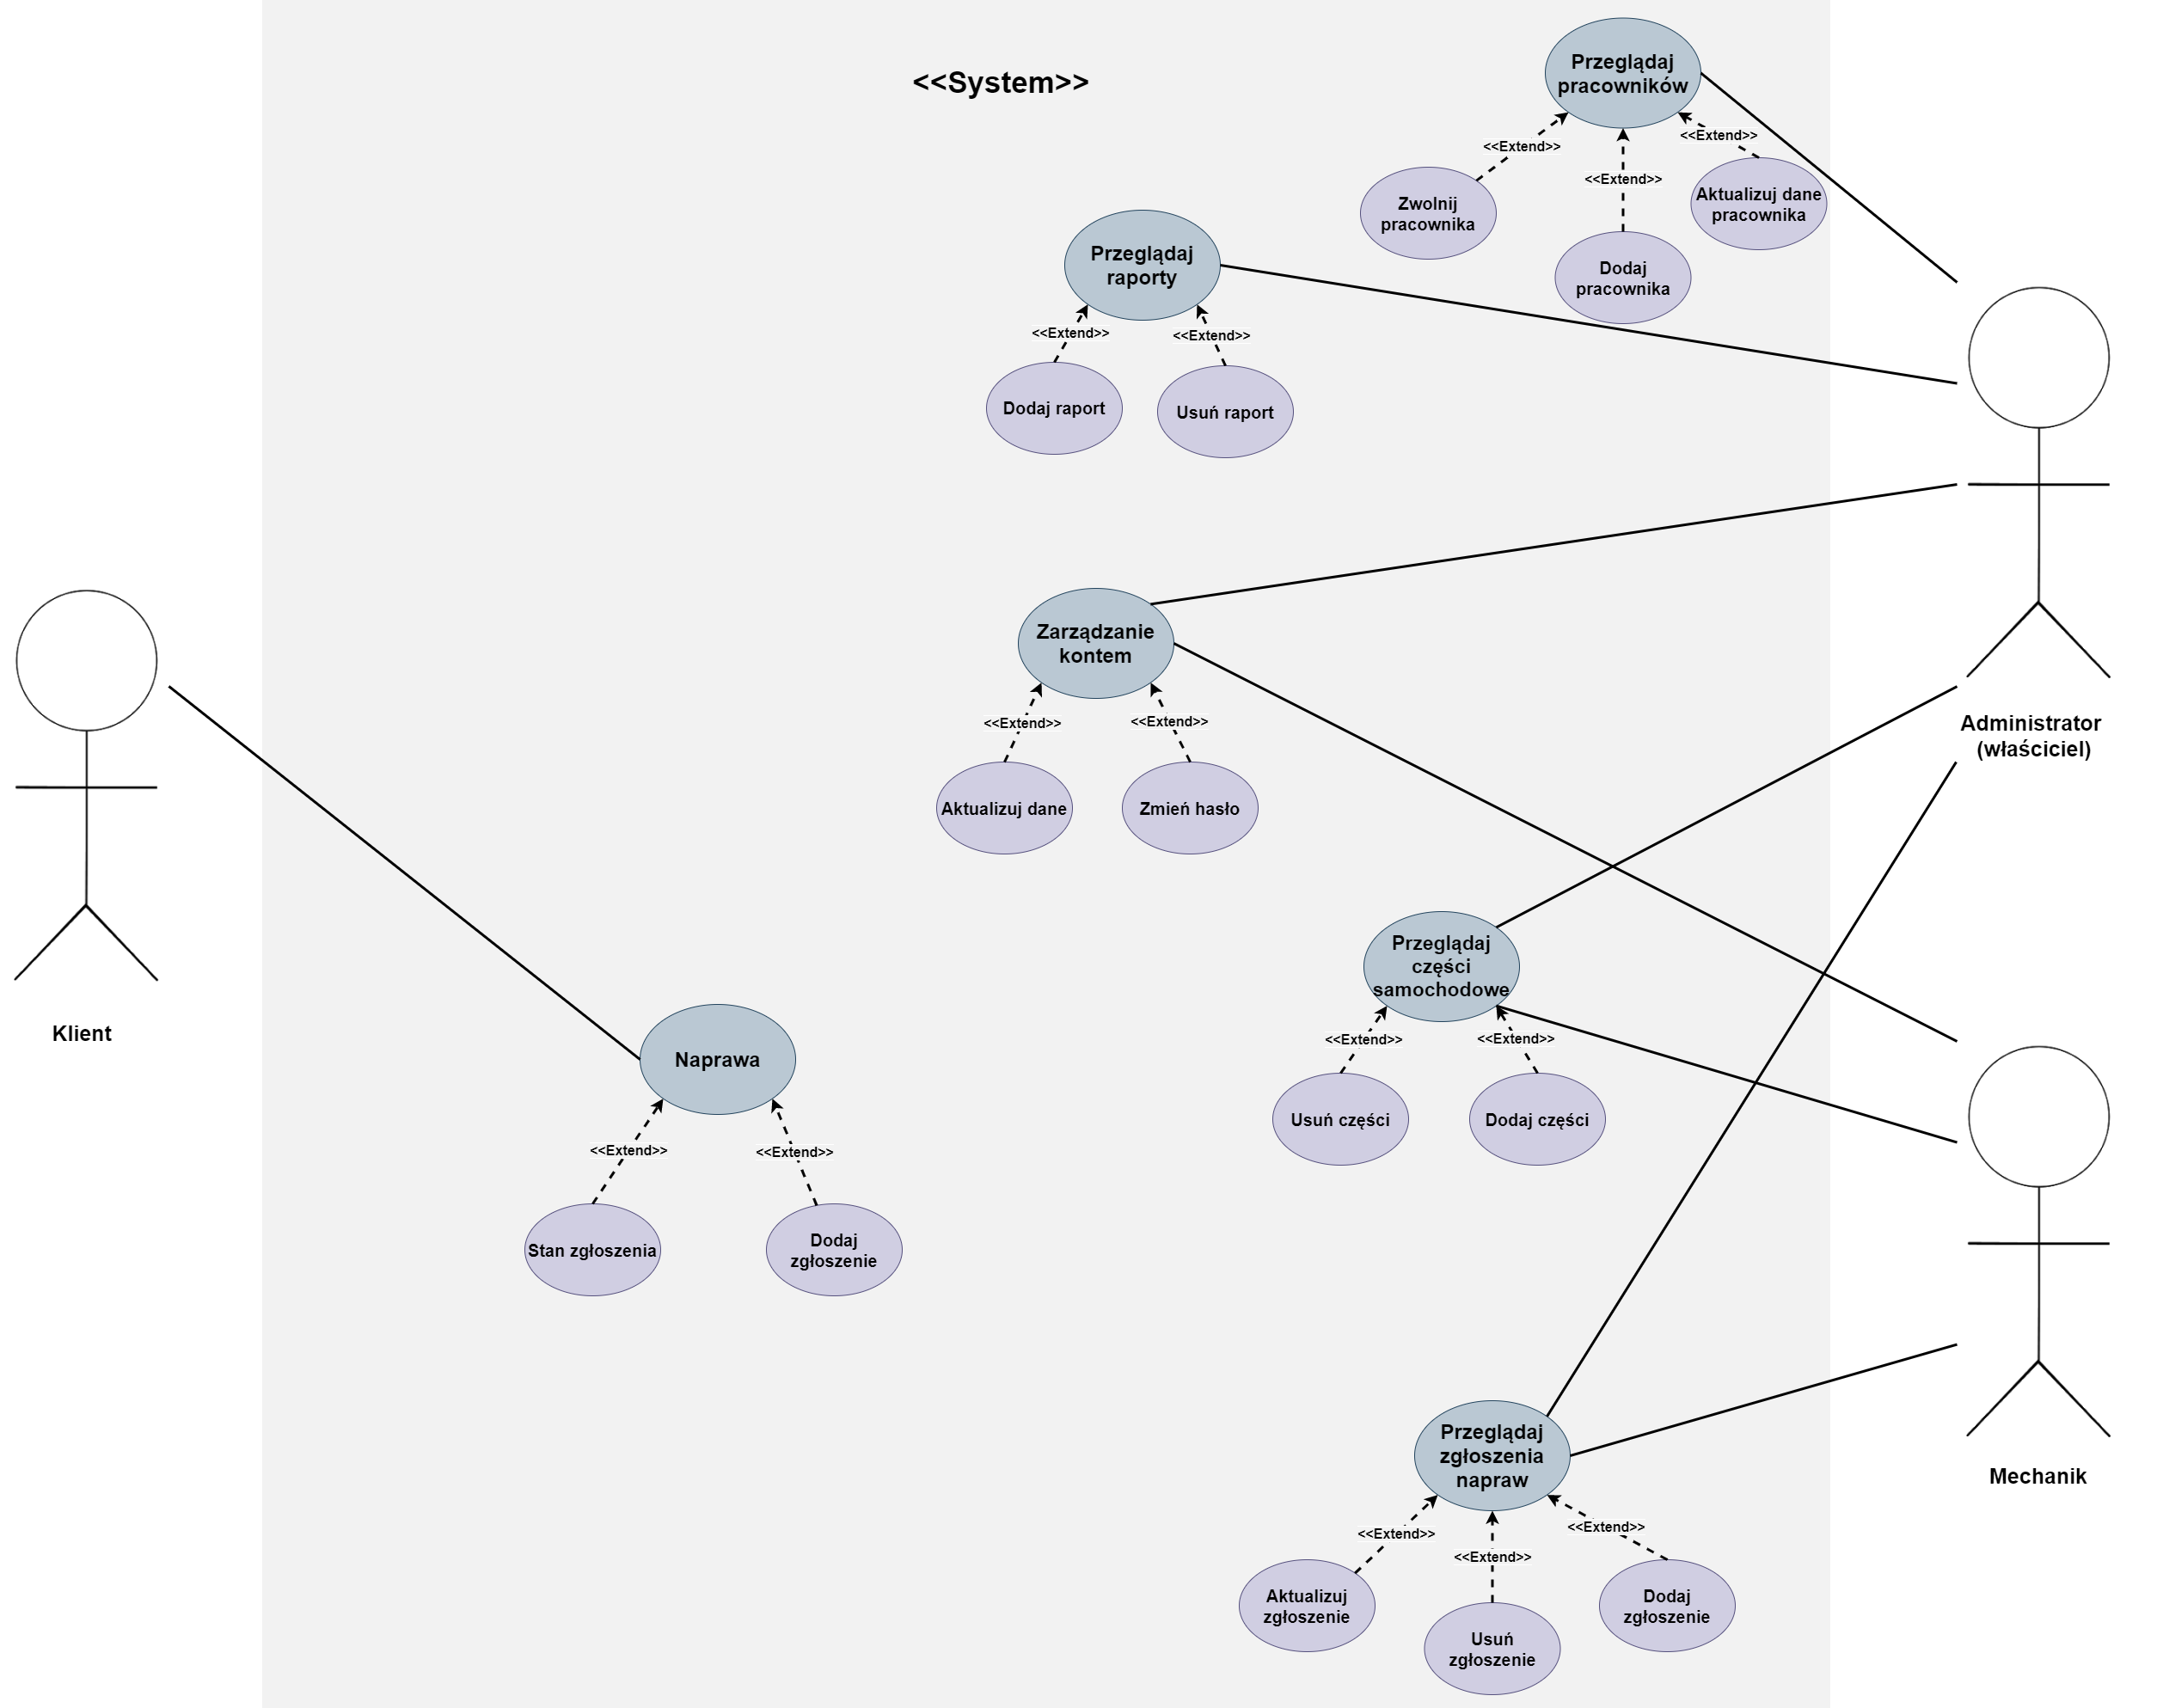 <<System>>
Przeglądaj
pracowników
<<Extend>>
<<Extend>>
<<Extend>>
Zwolnij
pracownika
Dodaj
pracownika
Aktualizuj dane
pracownika
Przeglądaj
raporty
<<Extend>>
<<Extend>>
Dodaj raport
Usuń raport
Zarządzanie
kontem
<<Extend>>
<<Extend>>
Aktualizuj dane
Zmień hasło
Administrator
(właściciel)
Klient
Przeglądaj
części
samochodowe
<<Extend>>
<<Extend>>
Usuń części
Dodaj części
Naprawa
<<Extend>>
<<Extend>>
Stan zgłoszenia
Dodaj
zgłoszenie
Mechanik
Przeglądaj
zgłoszenia
napraw
<<Extend>>
<<Extend>>
<<Extend>>
Aktualizuj
zgłoszenie
Usuń
zgłoszenie
Dodaj
zgłoszenie